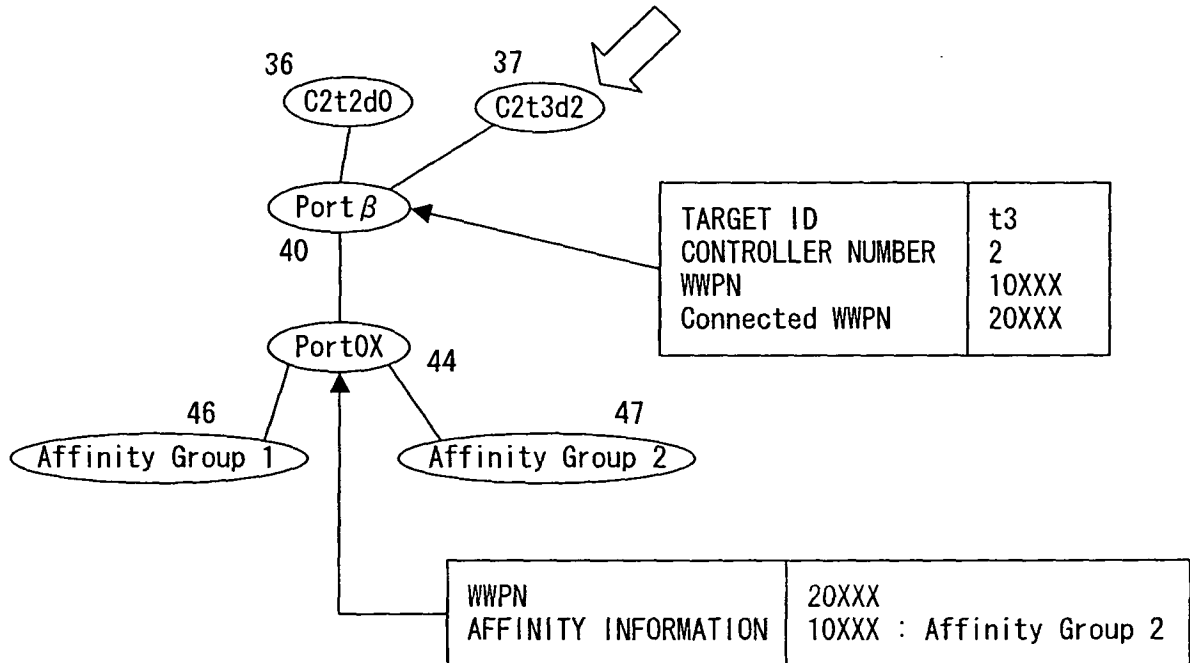 36
37
C2t2d0
C2t3d2
Portβ
40
TARGET ID t3
CONTROLLER NUMBER 2
WWPN 10XXX
Connected WWPN 20XXX
Port0X
44
46
47
Affinity Group 1
Affinity Group 2
WWPN 20XXX
AFFINITY INFORMATION 10XXX : Affinity Group 2